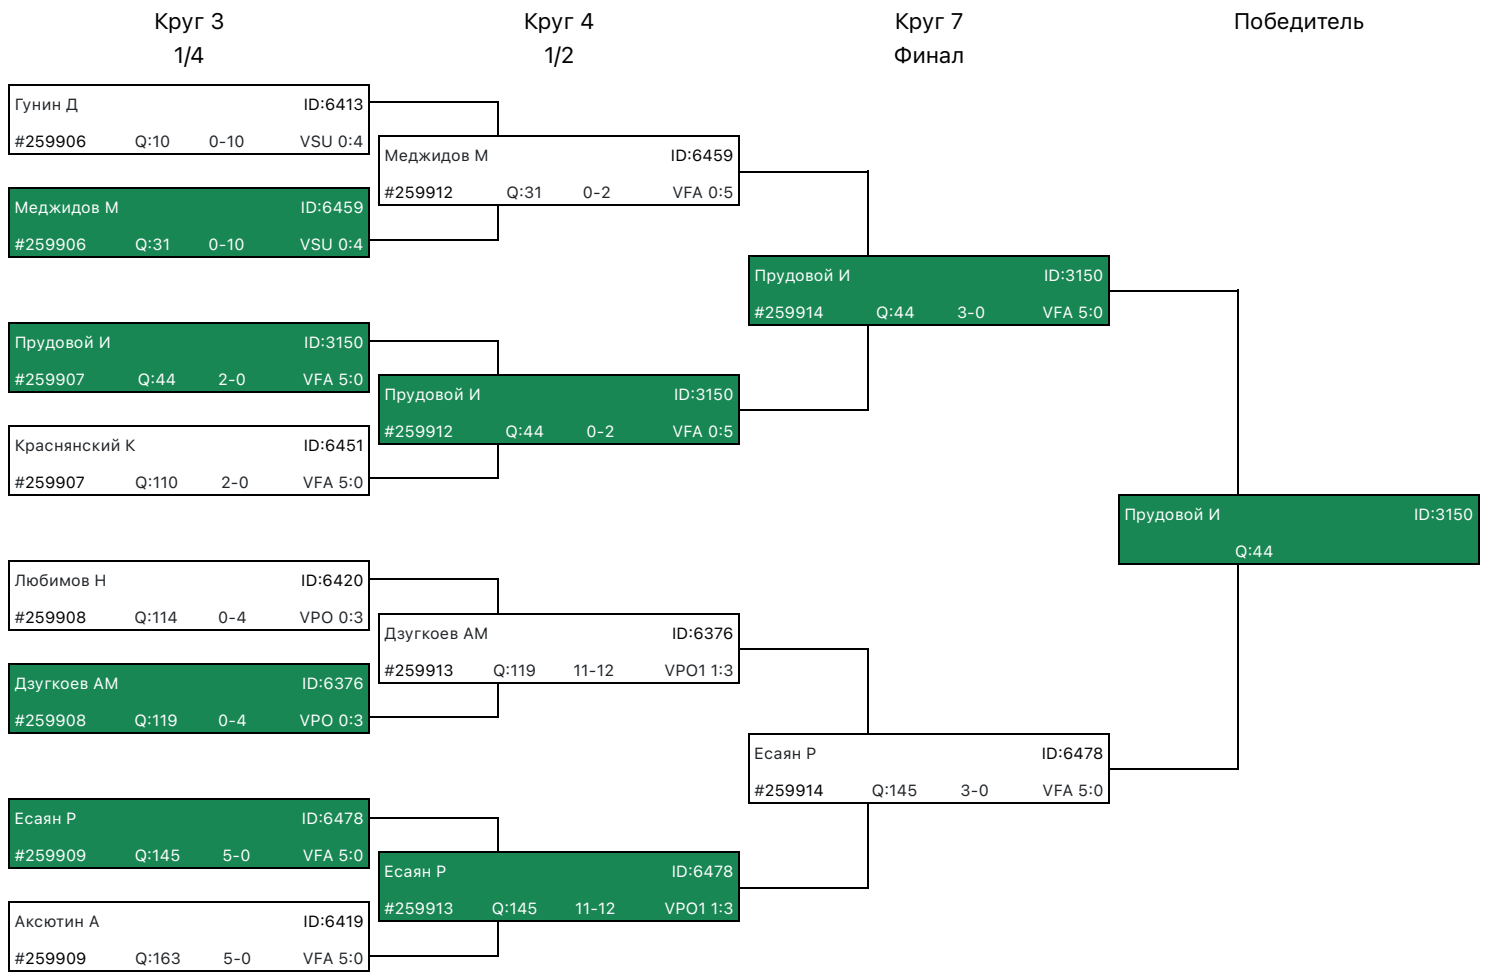 Круг 3
1/4
Круг 4
1/2
Круг 7
Финал
Победитель
Гунин Д ID:6413
#259906 Q:10 0-10 VSU 0:4
Меджидов М ID:6459
#259906 Q:31 0-10 VSU 0:4
Прудовой И ID:3150
#259907 Q:44 2-0 VFA 5:0
Краснянский К ID:6451
#259907 Q:110 2-0 VFA 5:0
Любимов Н ID:6420
#259908 Q:114 0-4 VPO 0:3
Дзугкоев АМ ID:6376
#259908 Q:119 0-4 VPO 0:3
Есаян Р ID:6478
#259909 Q:145 5-0 VFA 5:0
Аксютин А ID:6419
#259909 Q:163 5-0 VFA 5:0
Меджидов М ID:6459
#259912 Q:31 0-2 VFA 0:5
Прудовой И ID:3150
#259912 Q:44 0-2 VFA 0:5
Дзугкоев АМ ID:6376
#259913 Q:119 11-12 VPO1 1:3
Есаян Р ID:6478
#259913 Q:145 11-12 VPO1 1:3
Прудовой И ID:3150
#259914 Q:44 3-0 VFA 5:0
Есаян Р ID:6478
#259914 Q:145 3-0 VFA 5:0
Прудовой И ID:3150
Q:44